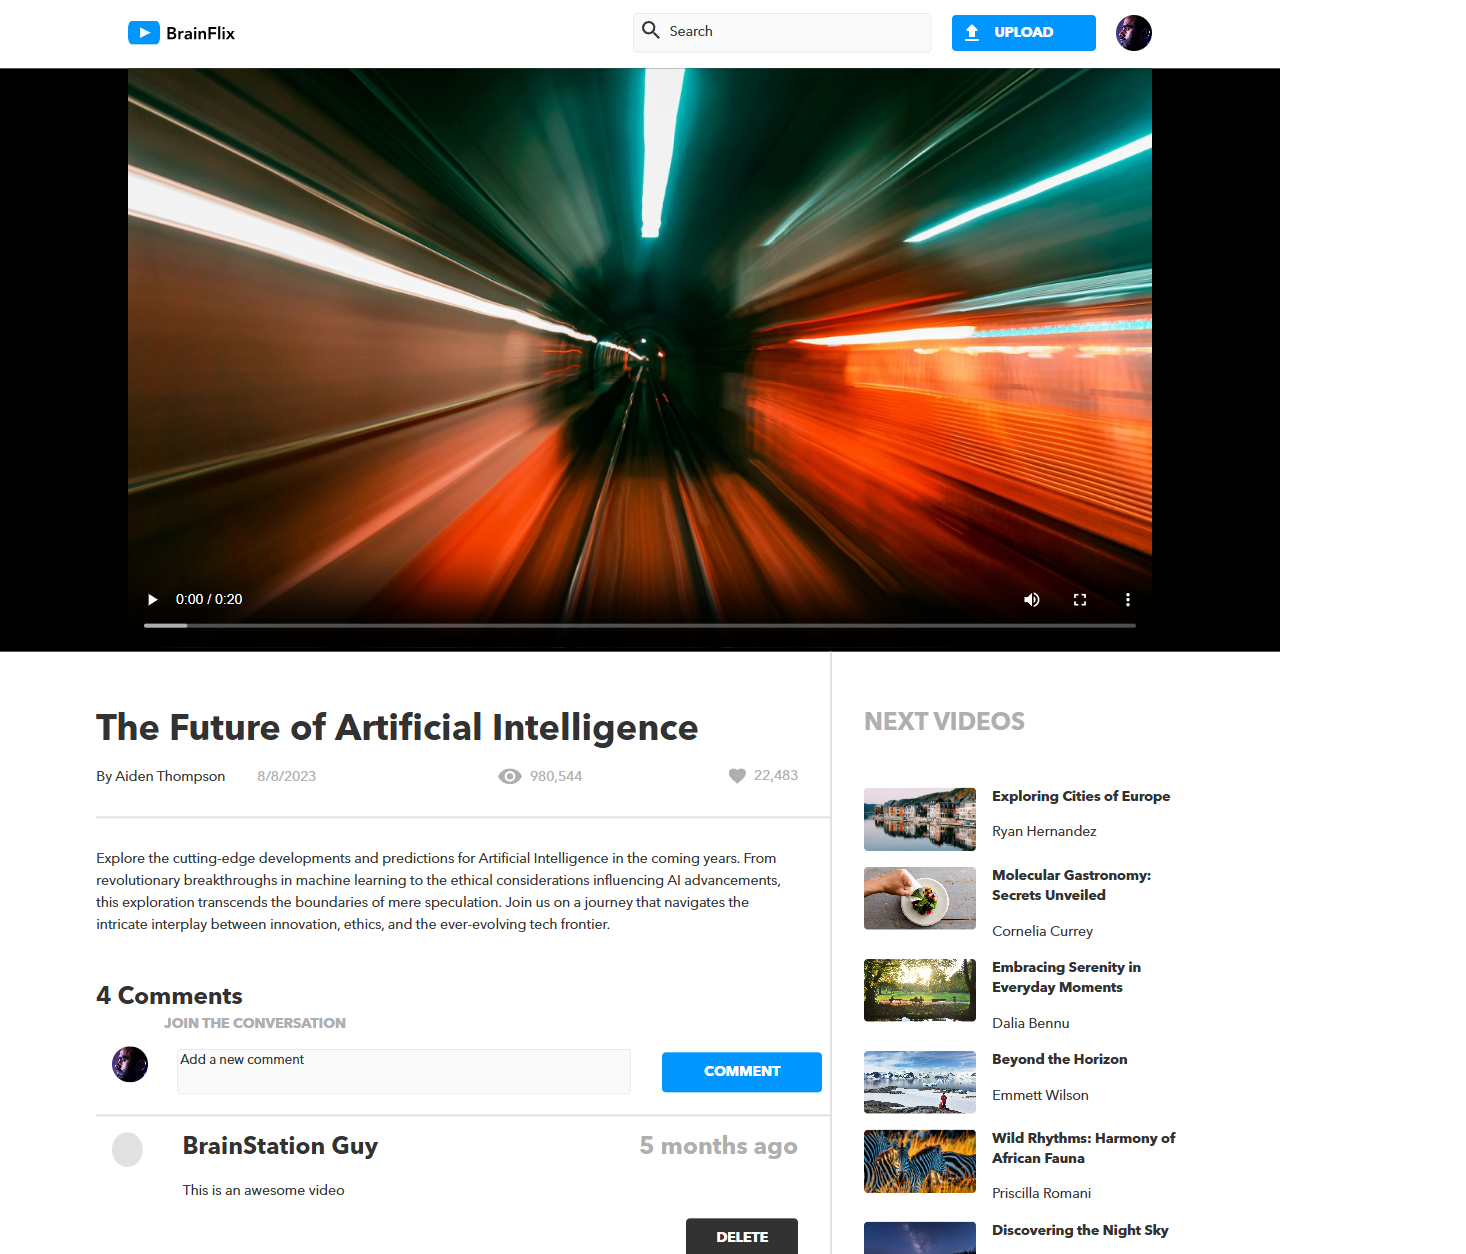 BrainFlix
Search
UPLOAD
0:00 / 0:20
The Future of Artificial Intelligence
By Aiden Thompson 8/8/2023 980,544 22,483
Explore the cutting-edge developments and predictions for Artificial Intelligence in the coming years. From
revolutionary breakthroughs in machine learning to the ethical considerations influencing AI advancements,
this exploration transcends the boundaries of mere speculation. Join us on a journey that navigates the
intricate interplay between innovation, ethics, and the ever-evolving tech frontier.
4 Comments
JOIN THE CONVERSATION
Add a new comment
COMMENT
BrainStation Guy 5 months ago
This is an awesome video
DELETE
NEXT VIDEOS
Exploring Cities of Europe
Ryan Hernandez
Molecular Gastronomy:
Secrets Unveiled
Cornelia Currey
Embracing Serenity in
Everyday Moments
Dalia Bennu
Beyond the Horizon
Emmett Wilson
Wild Rhythms: Harmony of
African Fauna
Priscilla Romani
Discovering the Night Sky